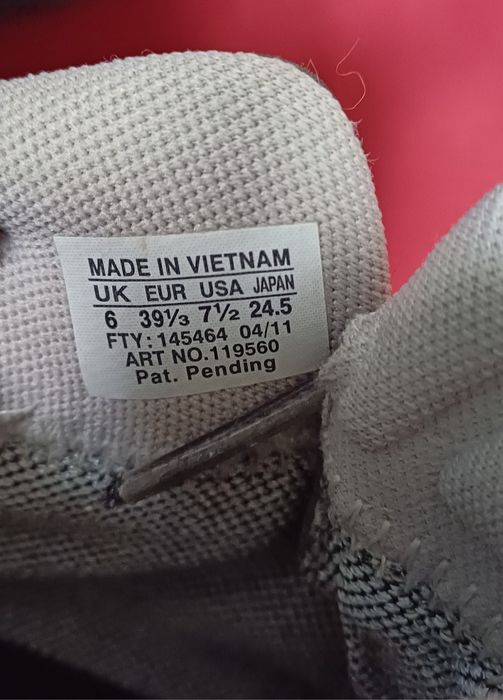 MADE IN VIETNAM
UK EUR USA JAPAN
6 39⅓ 7½ 24.5
FTY: 145464 04/11
ART NO.119560
Pat. Pending